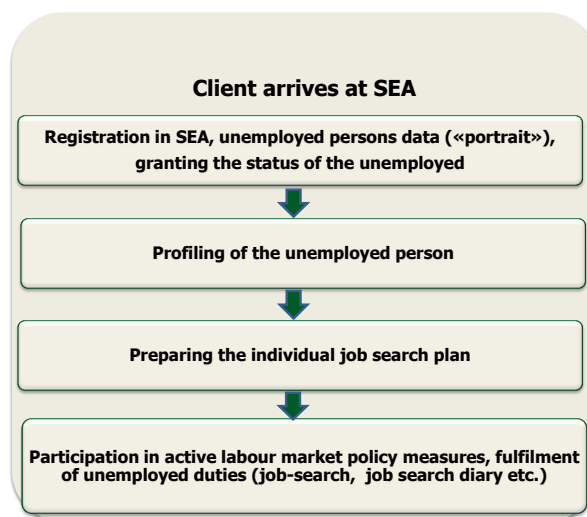 Client arrives at SEA
Registration in SEA, unemployed persons data («portrait»),
granting the status of the unemployed
Profiling of the unemployed person
Preparing the individual job search plan
Participation in active labour market policy measures, fulfilment
of unemployed duties (job-search, job search diary etc.)